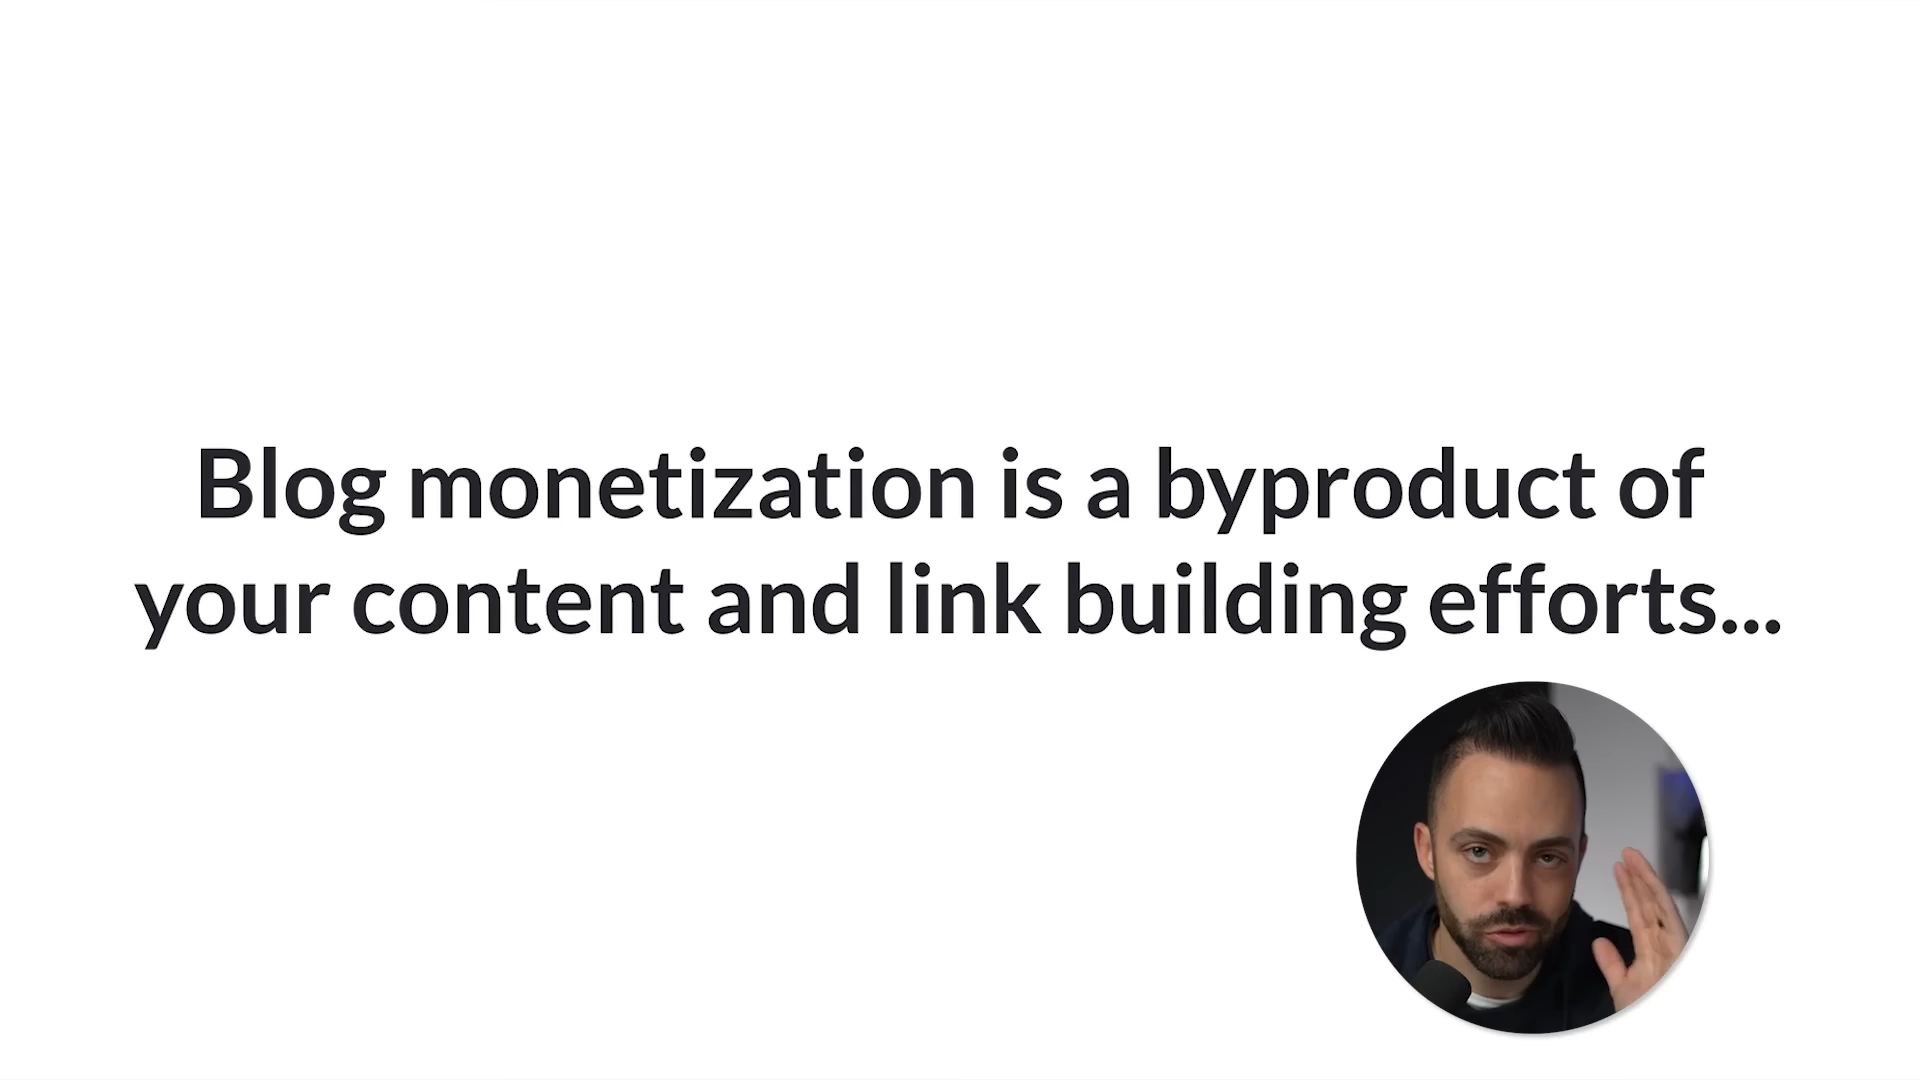 Blog monetization is a byproduct of
your content and link building efforts...